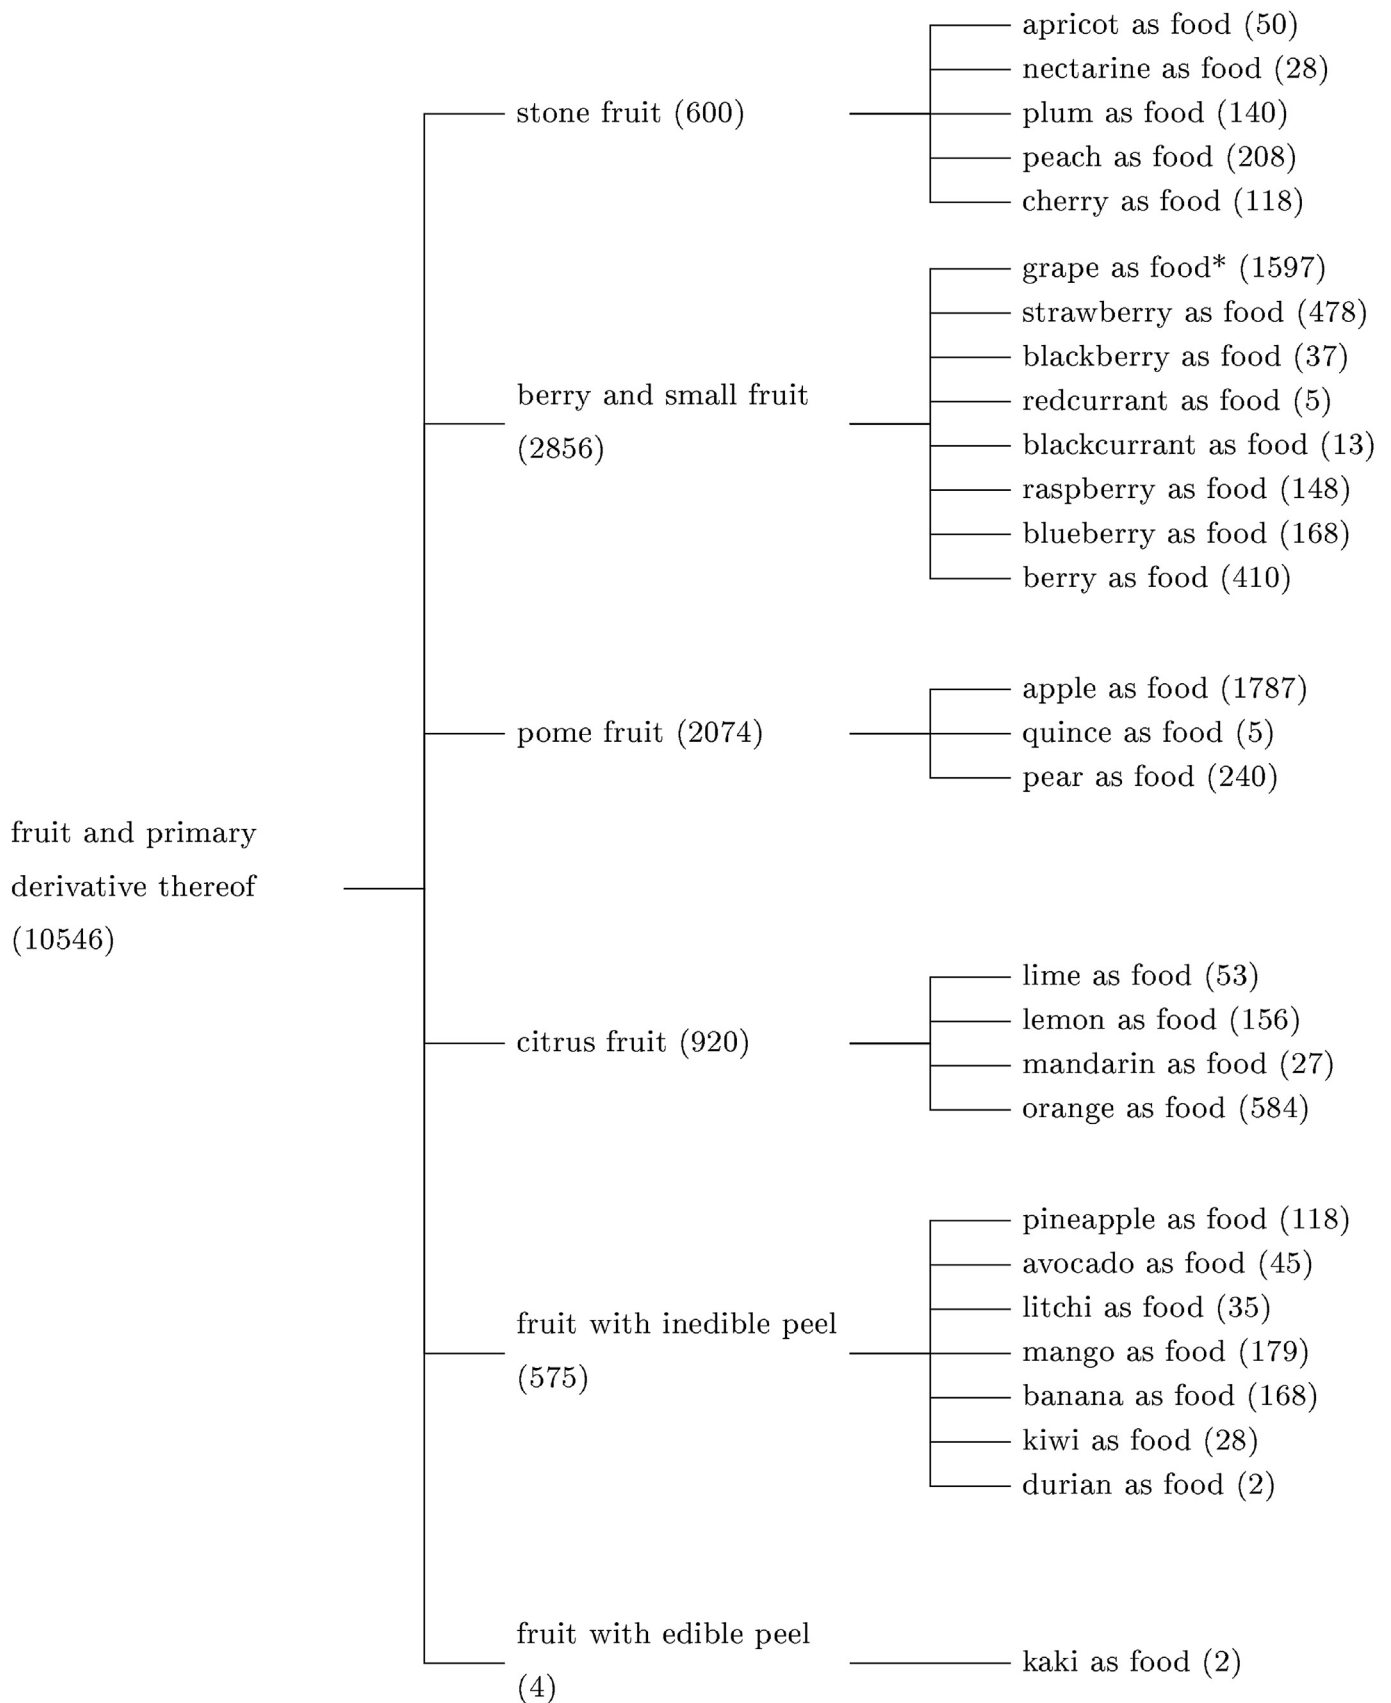 fruit and primary
derivative thereof
(10546)
stone fruit (600)
apricot as food (50)
nectarine as food (28)
plum as food (140)
peach as food (208)
cherry as food (118)
berry and small fruit
(2856)
grape as food* (1597)
strawberry as food (478)
blackberry as food (37)
redcurrant as food (5)
blackcurrant as food (13)
raspberry as food (148)
blueberry as food (168)
berry as food (410)
pome fruit (2074)
apple as food (1787)
quince as food (5)
pear as food (240)
citrus fruit (920)
lime as food (53)
lemon as food (156)
mandarin as food (27)
orange as food (584)
fruit with inedible peel
(575)
pineapple as food (118)
avocado as food (45)
litchi as food (35)
mango as food (179)
banana as food (168)
kiwi as food (28)
durian as food (2)
fruit with edible peel
(4)
kaki as food (2)